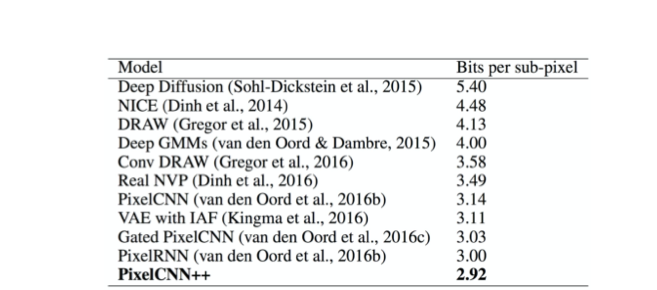 Model Bits per sub-pixel
Deep Diffusion (Sohl-Dickstein et al., 2015) 5.40
NICE (Dinh et al., 2014) 4.48
DRAW (Gregor et al., 2015) 4.13
Deep GMMs (van den Oord & Dambre, 2015) 4.00
Conv DRAW (Gregor et al., 2016) 3.58
Real NVP (Dinh et al., 2016) 3.49
PixelCNN (van den Oord et al., 2016b) 3.14
VAE with IAF (Kingma et al., 2016) 3.11
Gated PixelCNN (van den Oord et al., 2016c) 3.03
PixelRNN (van den Oord et al., 2016b) 3.00
PixelCNN++ 2.92